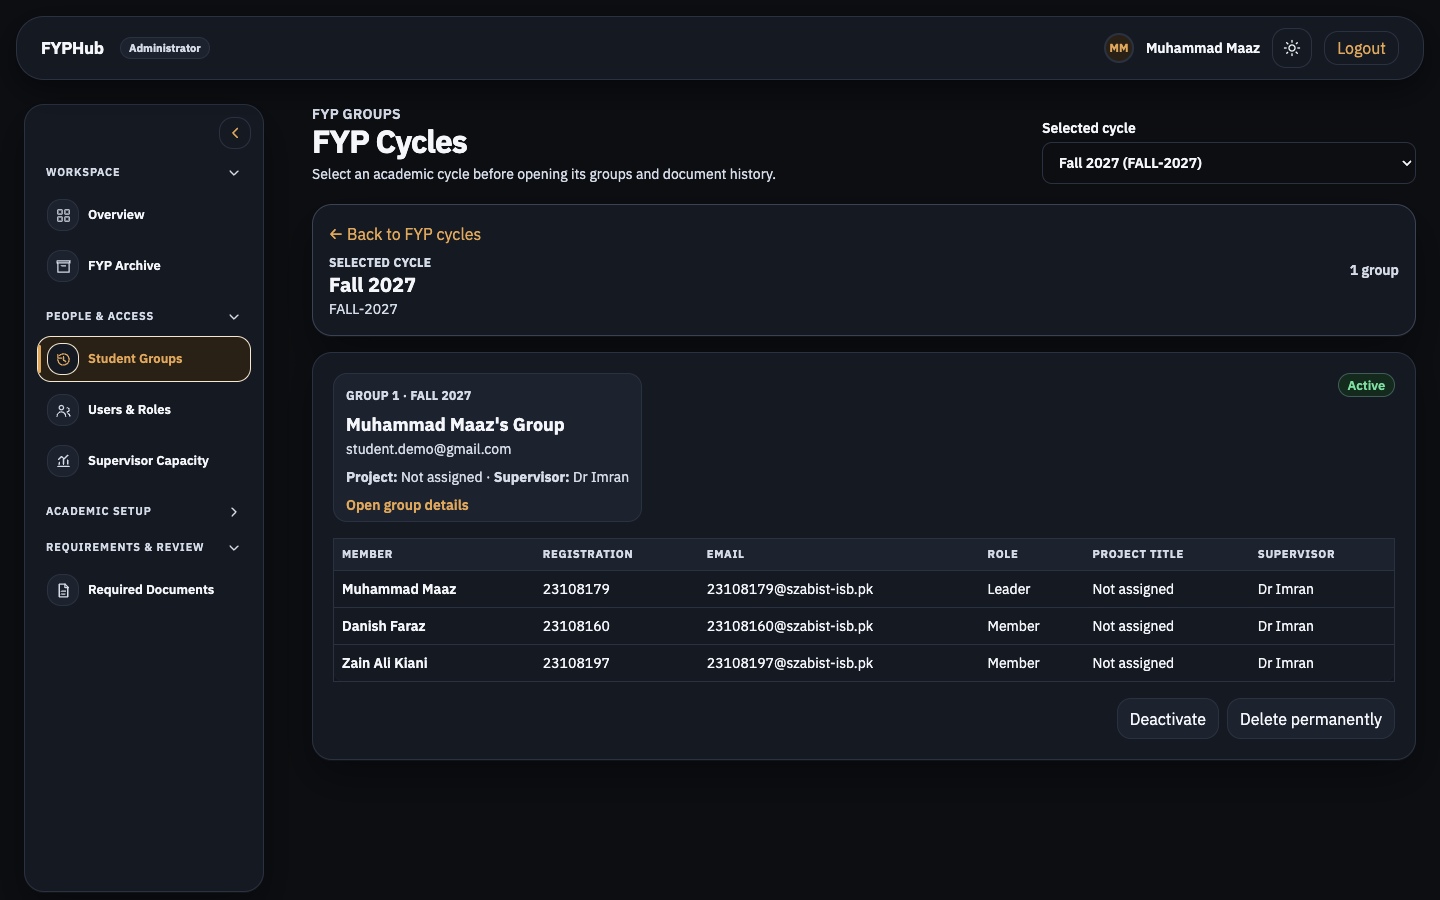 FYPHub
Administrator
MM
Muhammad Maaz
Logout
WORKSPACE
Overview
FYP Archive
PEOPLE & ACCESS
Student Groups
Users & Roles
Supervisor Capacity
ACADEMIC SETUP
REQUIREMENTS & REVIEW
Required Documents
FYP GROUPS
FYP Cycles
Select an academic cycle before opening its groups and document history.
Selected cycle
Fall 2027 (FALL-2027)
← Back to FYP cycles
SELECTED CYCLE
Fall 2027
FALL-2027
1 group
GROUP 1 · FALL 2027
Muhammad Maaz's Group
student.demo@gmail.com
Project: Not assigned · Supervisor: Dr Imran
Open group details
Active
MEMBER REGISTRATION EMAIL ROLE PROJECT TITLE SUPERVISOR
Muhammad Maaz 23108179 23108179@szabist-isb.pk Leader Not assigned Dr Imran
Danish Faraz 23108160 23108160@szabist-isb.pk Member Not assigned Dr Imran
Zain Ali Kiani 23108197 23108197@szabist-isb.pk Member Not assigned Dr Imran
Deactivate
Delete permanently